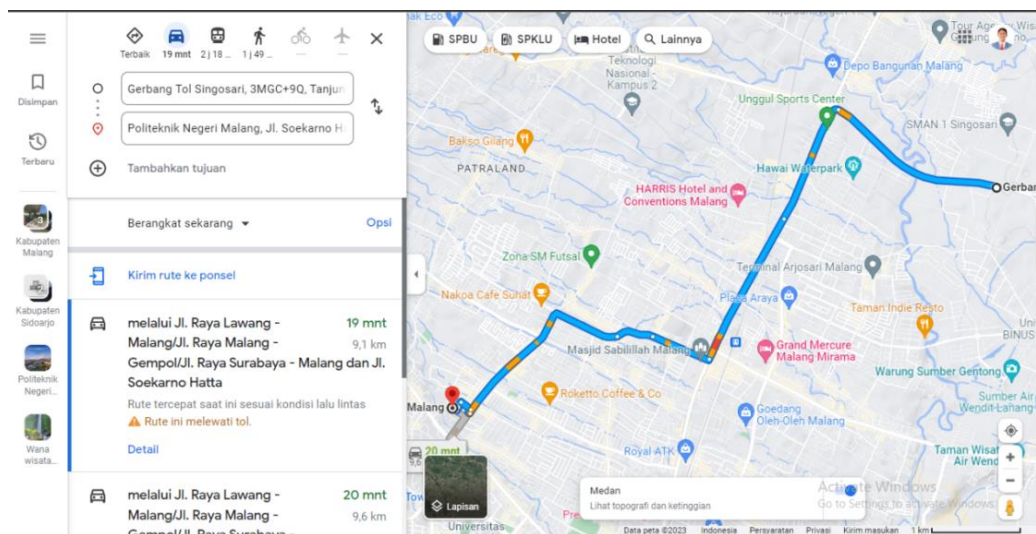 Terbaik
19 mnt
2 j 18 ...
1 j 49 ...
Disimpan
Terbaru
Kabupaten
Malang
Kabupaten
Sidoarjo
Politeknik
Negeri...
Wana
wisata...
Gerbang Tol Singosari, 3MGC+9Q, Tanjun
Politeknik Negeri Malang, Jl. Soekarno H
Tambahkan tujuan
Berangkat sekarang
Opsi
Kirim rute ke ponsel
melalui Jl. Raya Lawang - 19 mnt
Malang/Jl. Raya Malang - 9,1 km
Gempol/Jl. Raya Surabaya - Malang dan Jl.
Soekarno Hatta
Rute tercepat saat ini sesuai kondisi lalu lintas
Rute ini melewati tol.
Detail
melalui Jl. Raya Lawang - 20 mnt
Malang/Jl. Raya Malang - 9,6 km
Gempol/Jl. Raya Surabaya -
SPBU
SPKLU
Hotel
Lainnya
Teknologi
Nasional -
Kampus 2
Depo Bangunan Malang
Unggul Sports Center
SMAN 1 Singosari
Bakso Gilang
PATRALAND
Hawai Waterpark
HARRIS Hotel and
Conventions Malang
Gerban
Zona SM Futsal
Terminal Arjosari Malang
Nakoa Cafe Suhat
Plaza Araya
Taman Indie Resto
BINUS
Masjid Sabilillah Malang
Grand Mercure
Malang Mirama
Warung Sumber Gentong
Roketto Coffee & Co
Malang
Sumber Air
Wendit-Lanang
Goedang
Oleh-Oleh Malang
20 mnt
Royal ATK
Taman Wisat
Air Wend
Lapisan
Medan
Lihat topografi dan ketinggian
Activate Windows
Go to Settings to activate Windows.
Universitas
Data peta ©2023 Indonesia Persyaratan Privasi Kirim masukan 1 km